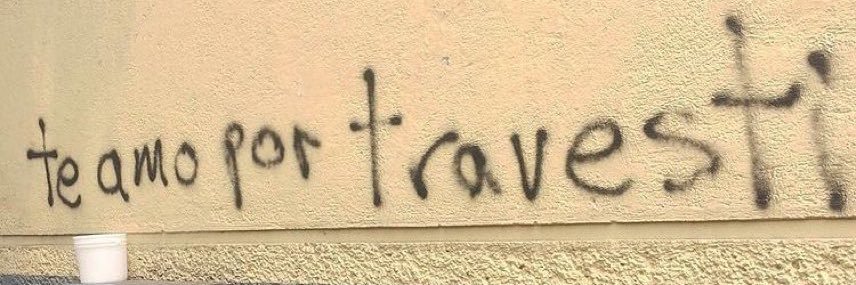 te amo por travesti